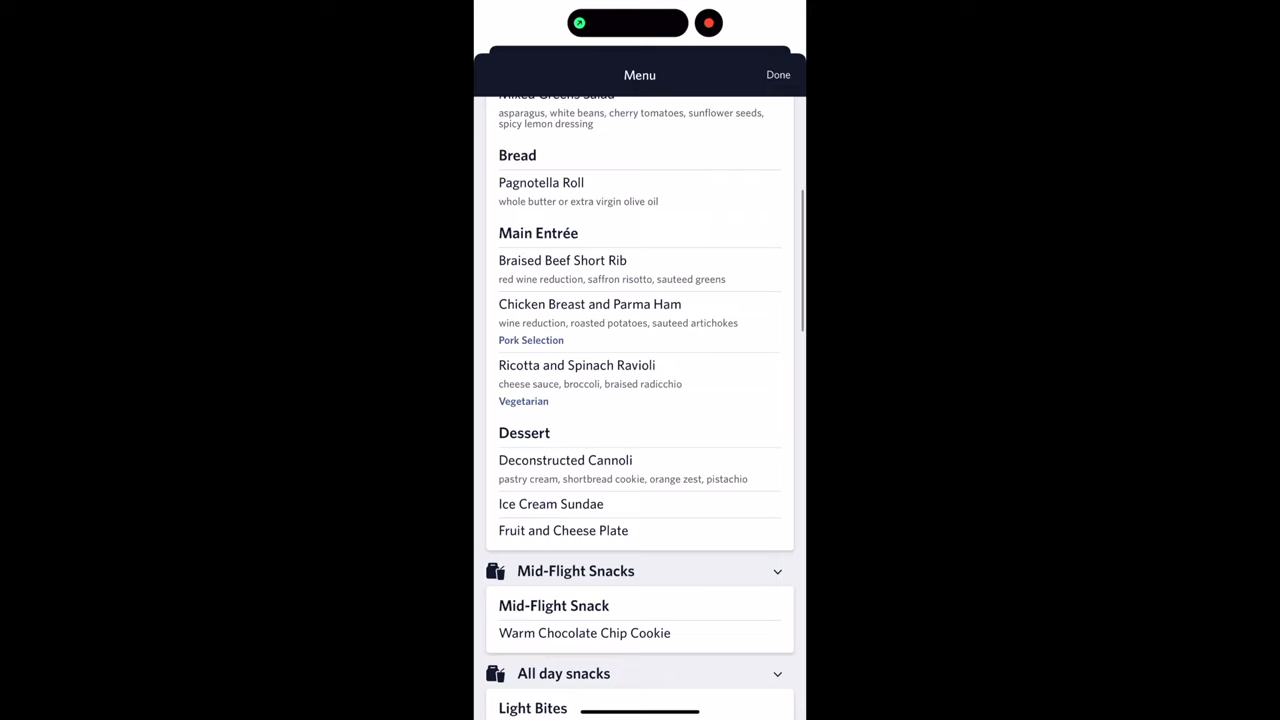 Menu
Done
Mixed Greens Salad
asparagus, white beans, cherry tomatoes, sunflower seeds,
spicy lemon dressing
Bread
Pagnotella Roll
whole butter or extra virgin olive oil
Main Entrée
Braised Beef Short Rib
red wine reduction, saffron risotto, sauteed greens
Chicken Breast and Parma Ham
wine reduction, roasted potatoes, sauteed artichokes
Pork Selection
Ricotta and Spinach Ravioli
cheese sauce, broccoli, braised radicchio
Vegetarian
Dessert
Deconstructed Cannoli
pastry cream, shortbread cookie, orange zest, pistachio
Ice Cream Sundae
Fruit and Cheese Plate
Mid-Flight Snacks
Mid-Flight Snack
Warm Chocolate Chip Cookie
All day snacks
Light Bites